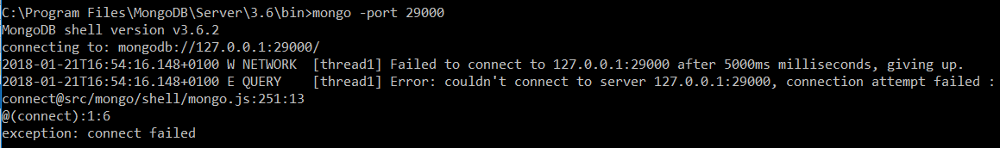 C:\Program Files\MongoDB\Server\3.6\bin>mongo -port 29000
MongoDB shell version v3.6.2
connecting to: mongodb://127.0.0.1:29000/
2018-01-21T16:54:16.148+0100 W NETWORK  [thread1] Failed to connect to 127.0.0.1:29000 after 5000ms milliseconds, giving up.
2018-01-21T16:54:16.148+0100 E QUERY    [thread1] Error: couldn't connect to server 127.0.0.1:29000, connection attempt failed :
connect@src/mongo/shell/mongo.js:251:13
@(connect):1:6
exception: connect failed